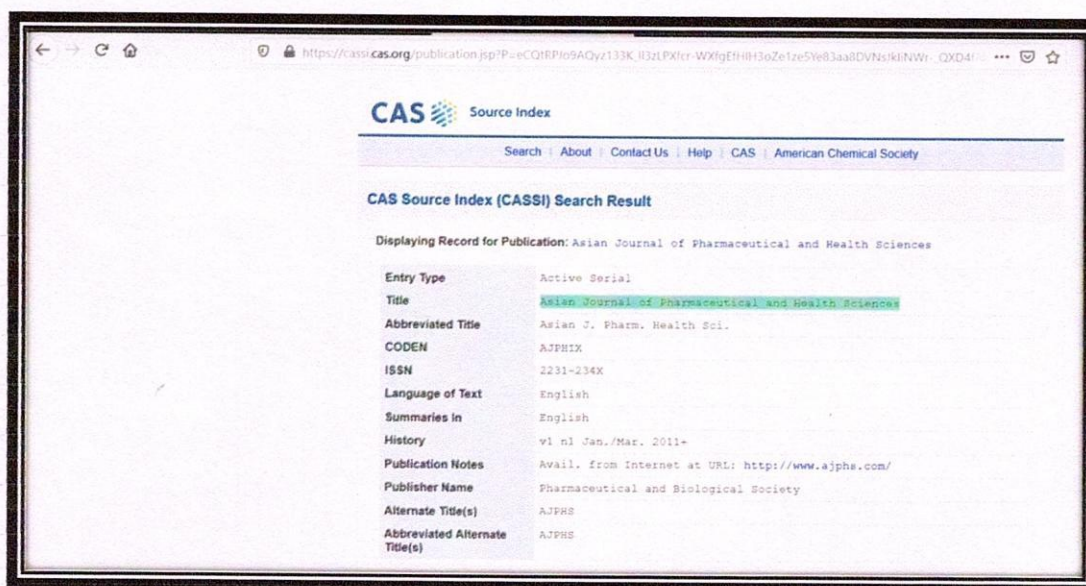 CAS Source Index
Search | About | Contact Us | Help | CAS | American Chemical Society
CAS Source Index (CASSI) Search Result
Displaying Record for Publication: Asian Journal of Pharmaceutical and Health Sciences
Entry Type Active Serial
Title Asian Journal of Pharmaceutical and Health Sciences
Abbreviated Title Asian J. Pharm. Health Sci.
CODEN AJPHIX
ISSN 2231-234X
Language of Text English
Summaries In English
History v1 n1 Jan./Mar. 2011+
Publication Notes Avail. from Internet at URL: http://www.ajphs.com/
Publisher Name Pharmaceutical and Biological Society
Alternate Title(s) AJPHS
Abbreviated Alternate AJPHS
Title(s)